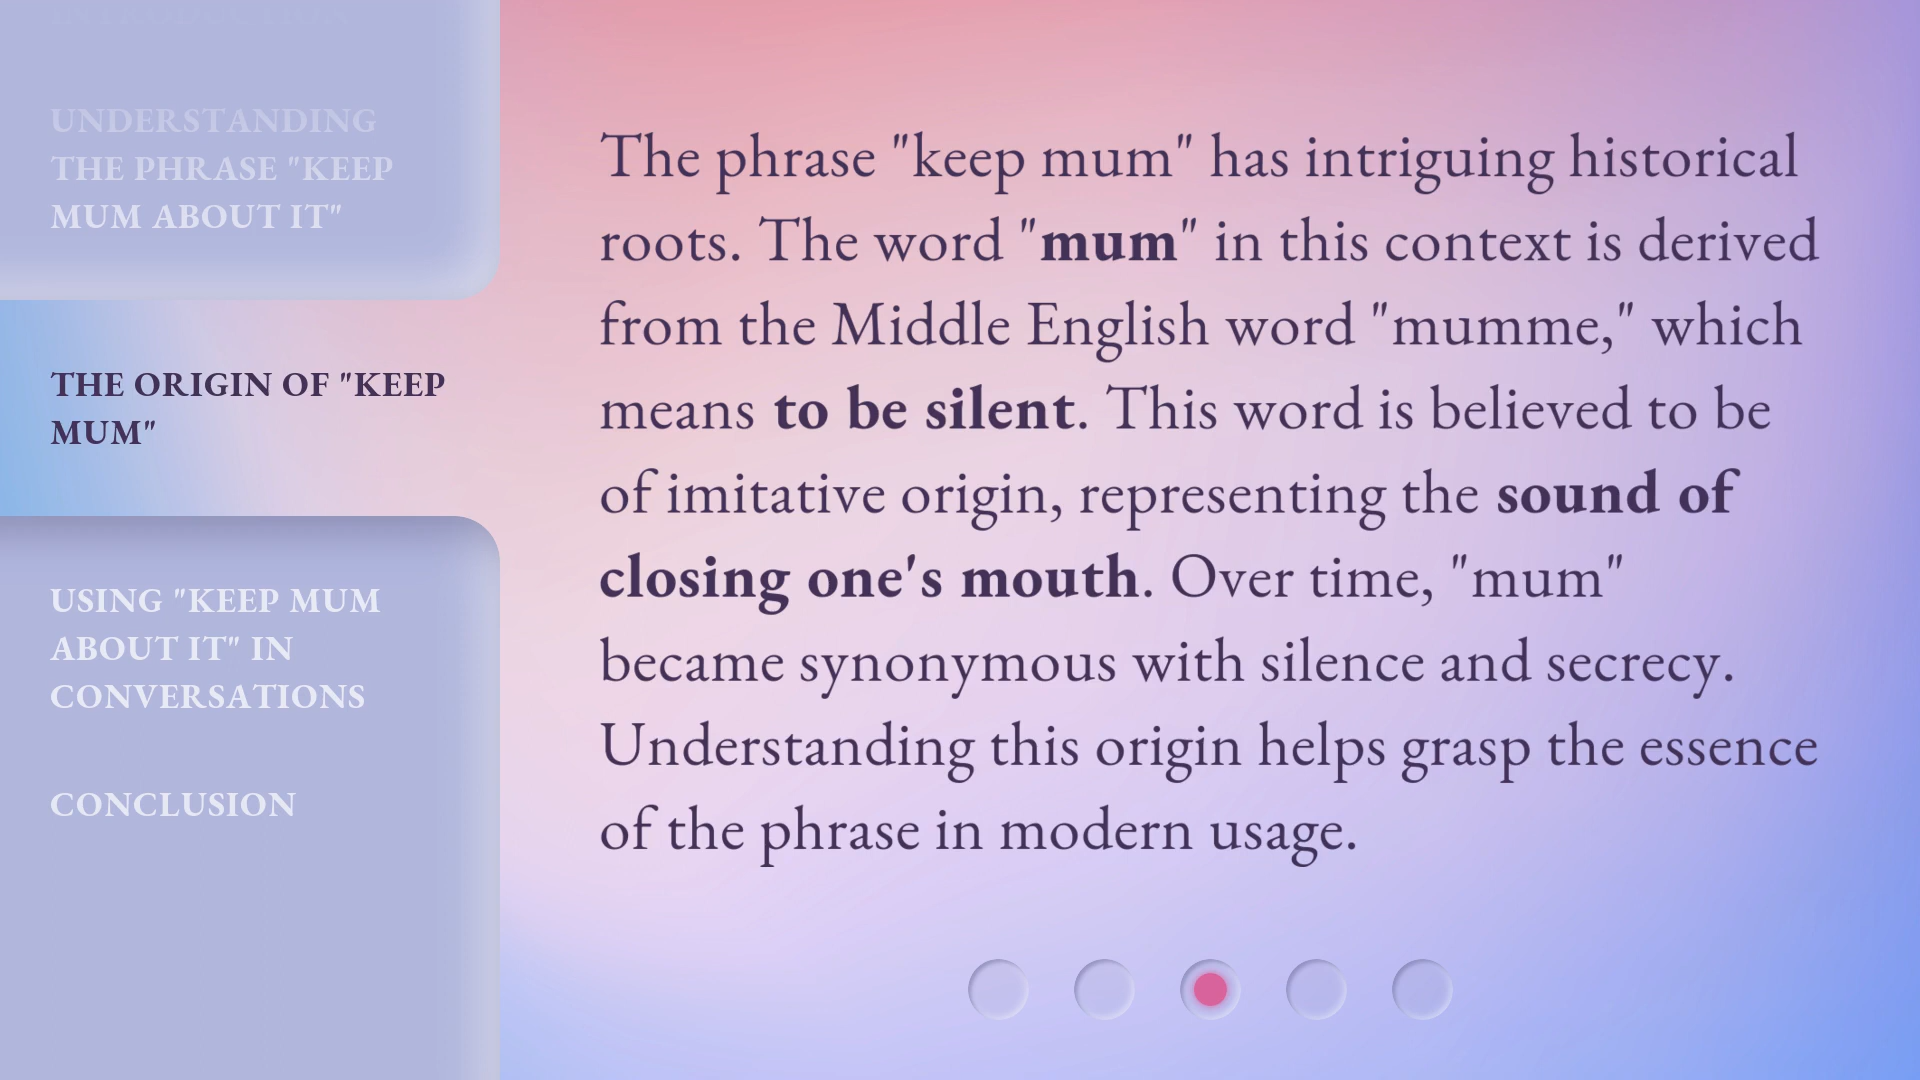 UNDERSTANDING
THE PHRASE "KEEP
MUM ABOUT IT"
THE ORIGIN OF "KEEP
MUM"
USING "KEEP MUM
ABOUT IT" IN
CONVERSATIONS
CONCLUSION
The phrase "keep mum" has intriguing historical
roots. The word "mum" in this context is derived
from the Middle English word "mumme," which
means to be silent. This word is believed to be
of imitative origin, representing the sound of
closing one's mouth. Over time, "mum"
became synonymous with silence and secrecy.
Understanding this origin helps grasp the essence
of the phrase in modern usage.